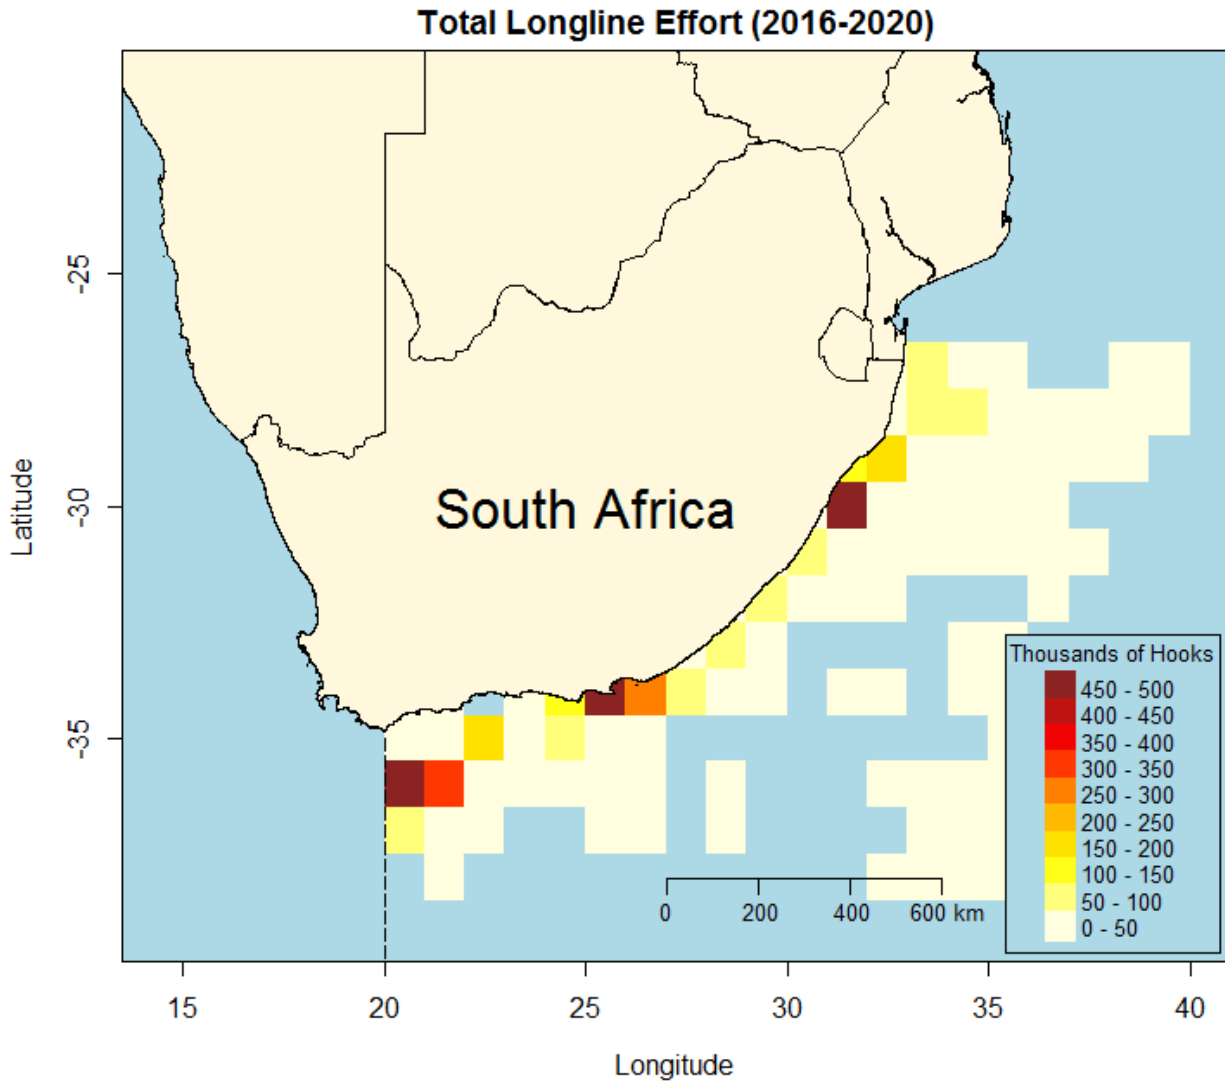 Total Longline Effort (2016-2020)
-25
-30
-35
Latitude
South Africa
Thousands of Hooks
450 - 500
400 - 450
350 - 400
300 - 350
250 - 300
200 - 250
150 - 200
100 - 150
50 - 100
0 - 50
0 200 400 600 km
15 20 25 30 35 40
Longitude